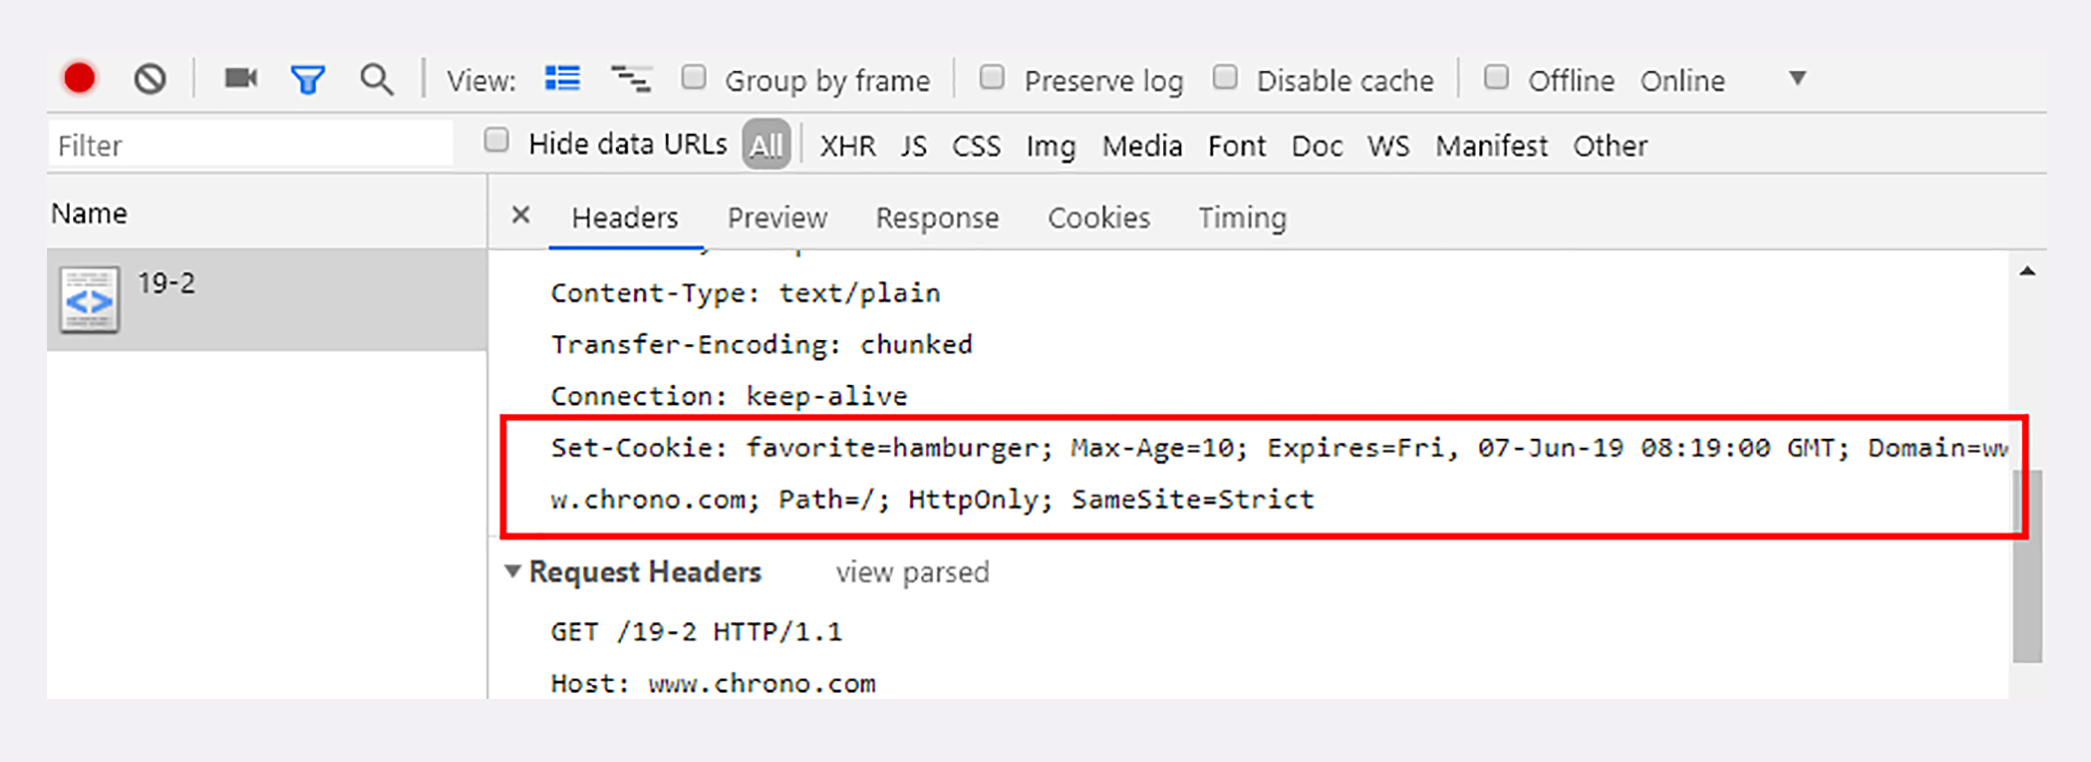 View: Group by frame Preserve log Disable cache Offline Online
Filter Hide data URLs All XHR JS CSS Img Media Font Doc WS Manifest Other
Name
× Headers Preview Response Cookies Timing
19-2
Content-Type: text/plain
Transfer-Encoding: chunked
Connection: keep-alive
Set-Cookie: favorite=hamburger; Max-Age=10; Expires=Fri, 07-Jun-19 08:19:00 GMT; Domain=ww
w.chrono.com; Path=/; HttpOnly; SameSite=Strict
Request Headers view parsed
GET /19-2 HTTP/1.1
Host: www.chrono.com